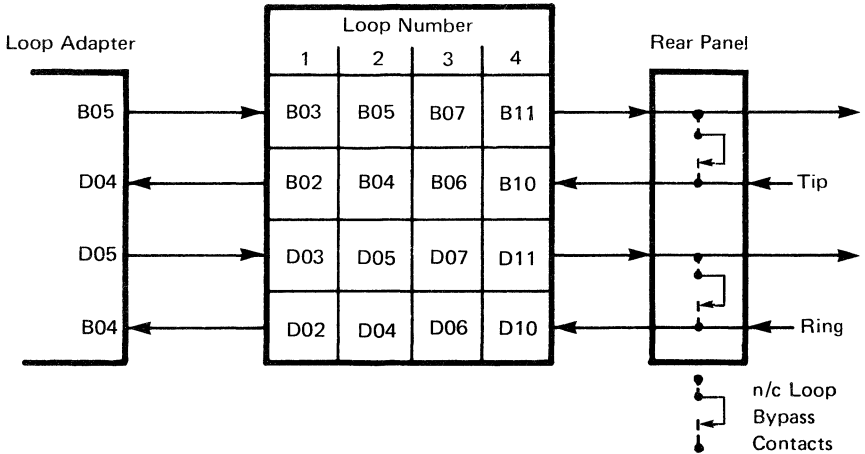 Loop Adapter
Loop Number
Rear Panel
1 2 3 4
B05 B03 B05 B07 B11
D04 B02 B04 B06 B10 Tip
D05 D03 D05 D07 D11
B04 D02 D04 D06 D10 Ring
n/c Loop
Bypass
Contacts